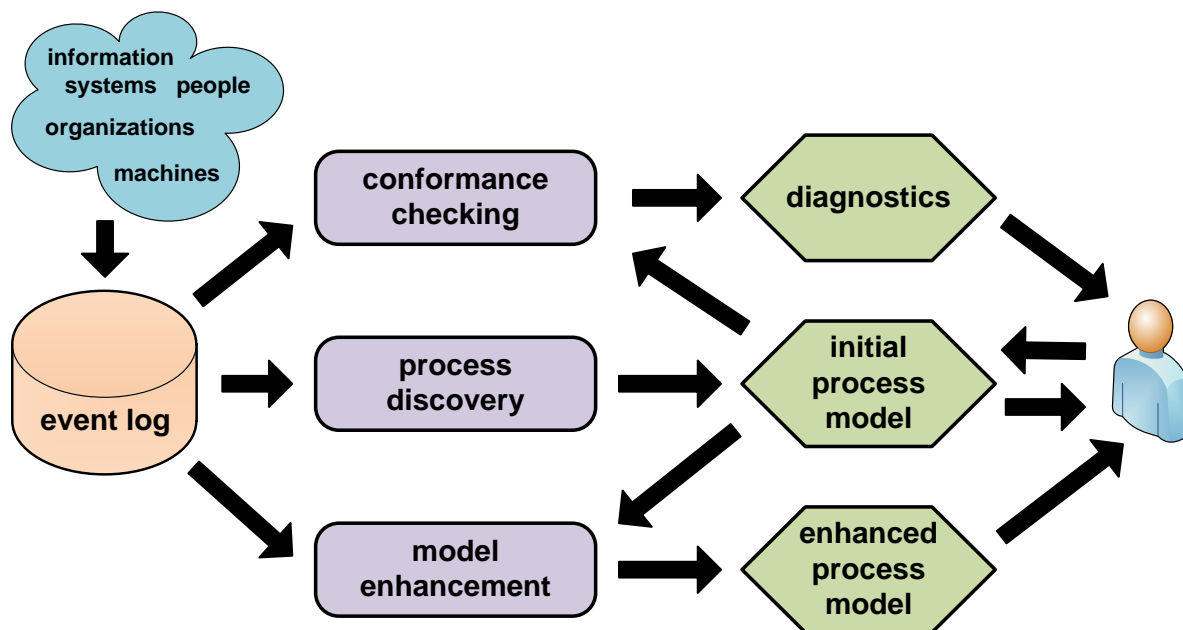 information
systems people
organizations
machines
conformance
checking
diagnostics
event log
process
discovery
initial
process
model
model
enhancement
enhanced
process
model